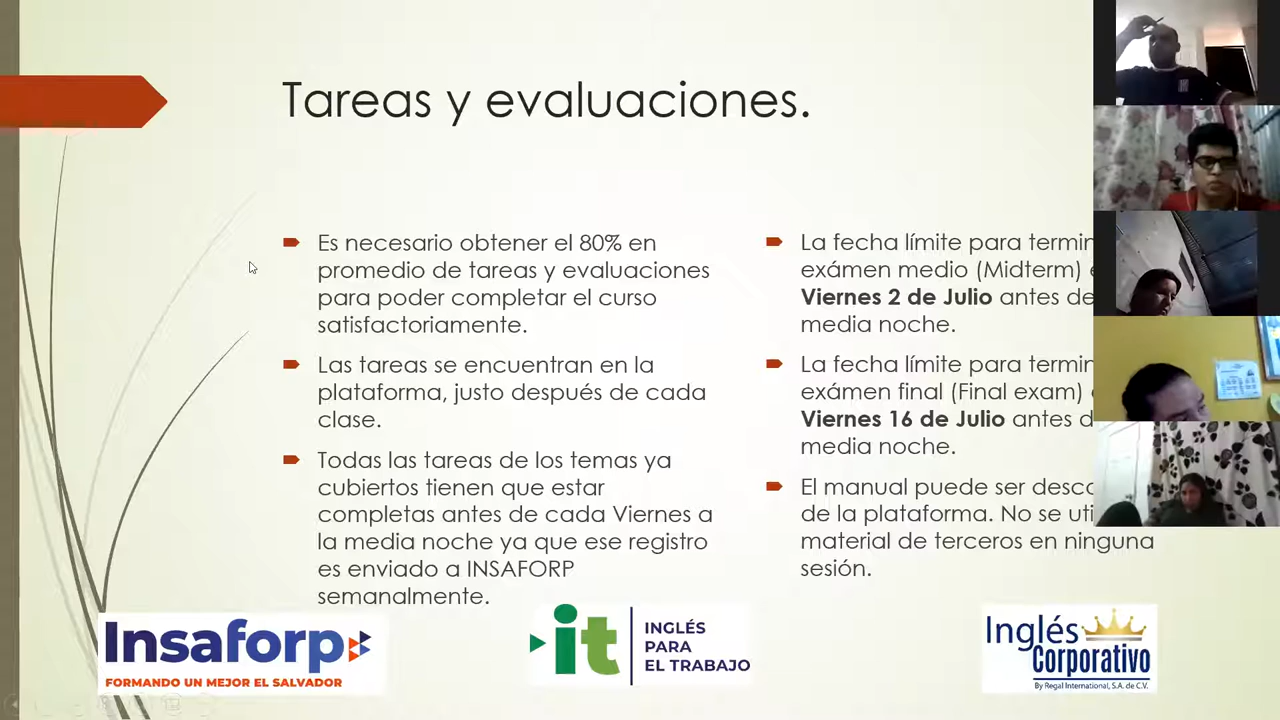 Tareas y evaluaciones.
Es necesario obtener el 80% en
promedio de tareas y evaluaciones
para poder completar el curso
satisfactoriamente.
Las tareas se encuentran en la
plataforma, justo después de cada
clase.
Todas las tareas de los temas ya
cubiertos tienen que estar
completas antes de cada Viernes a
la media noche ya que ese registro
es enviado a INSAFORP
semanalmente.
La fecha límite para
exámen medio (Midterm)
Viernes 2 de Julio antes de
media noche.
La fecha límite para
exámen final (Final exam)
Viernes 16 de Julio antes
media noche.
El manual puede ser
de la plataforma. No se
material de terceros en ninguna
sesión.
Insaforp
FORMANDO UN MEJOR EL SALVADOR
it
INGLÉS
PARA
EL TRABAJO
Inglés
Corporativo
By Regal International, S.A. de C.V.